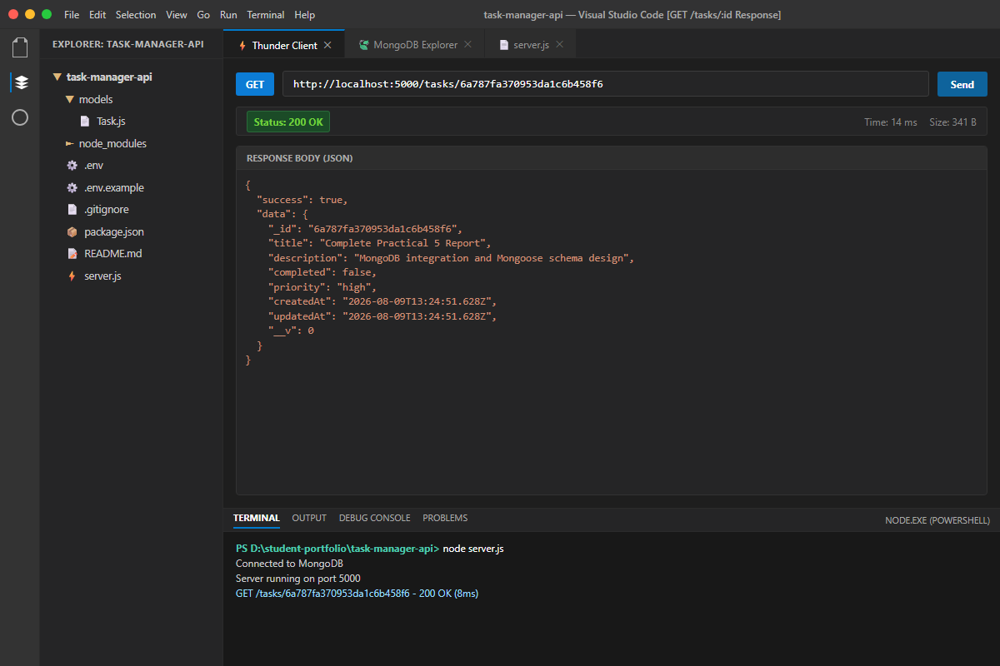 File Edit Selection View Go Run Terminal Help
task-manager-api — Visual Studio Code [GET /tasks/:id Response]
EXPLORER: TASK-MANAGER-API
task-manager-api
models
Task.js
node_modules
.env
.env.example
.gitignore
package.json
README.md
server.js
Thunder Client
MongoDB Explorer
server.js
GET
http://localhost:5000/tasks/6a787fa370953da1c6b458f6
Send
Status: 200 OK
Time: 14 ms
Size: 341 B
RESPONSE BODY (JSON)
{
  "success": true,
  "data": {
    "_id": "6a787fa370953da1c6b458f6",
    "title": "Complete Practical 5 Report",
    "description": "MongoDB integration and Mongoose schema design",
    "completed": false,
    "priority": "high",
    "createdAt": "2026-08-09T13:24:51.628Z",
    "updatedAt": "2026-08-09T13:24:51.628Z",
    "__v": 0
  }
}
TERMINAL OUTPUT DEBUG CONSOLE PROBLEMS
NODE.EXE (POWERSHELL)
PS D:\student-portfolio\task-manager-api> node server.js
Connected to MongoDB
Server running on port 5000
GET /tasks/6a787fa370953da1c6b458f6 - 200 OK (8ms)